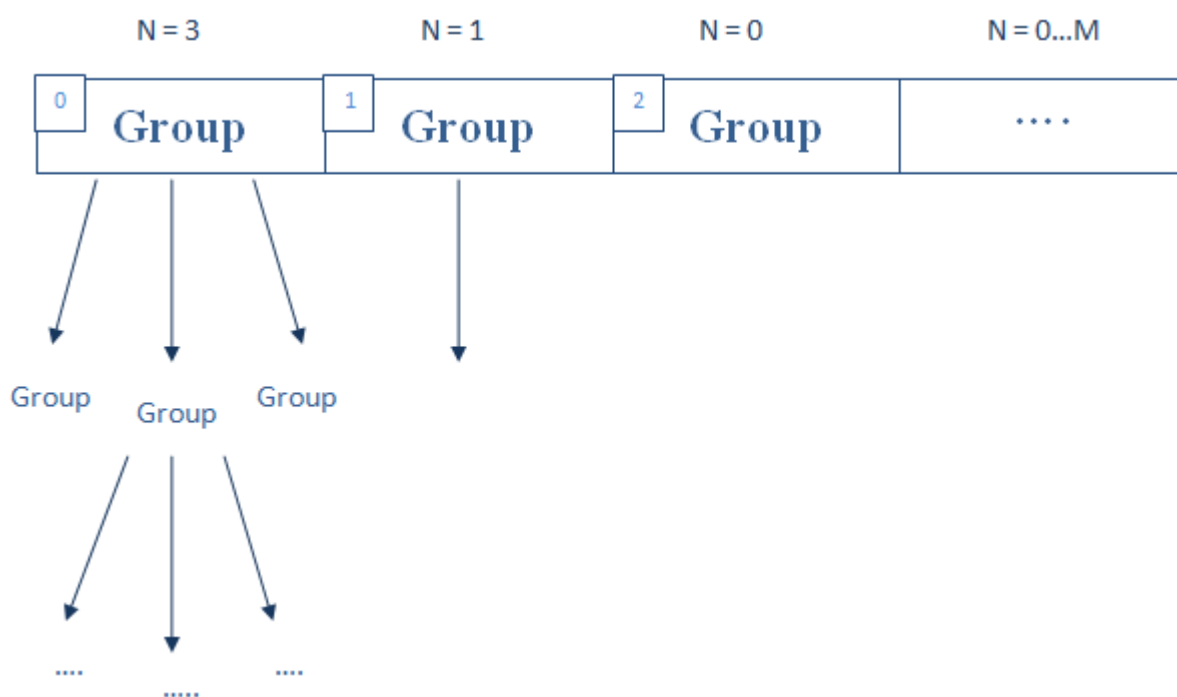 N = 3 N = 1 N = 0 N = 0...M
0 Group 1 Group 2 Group ....
Group Group Group
.... ..... ....